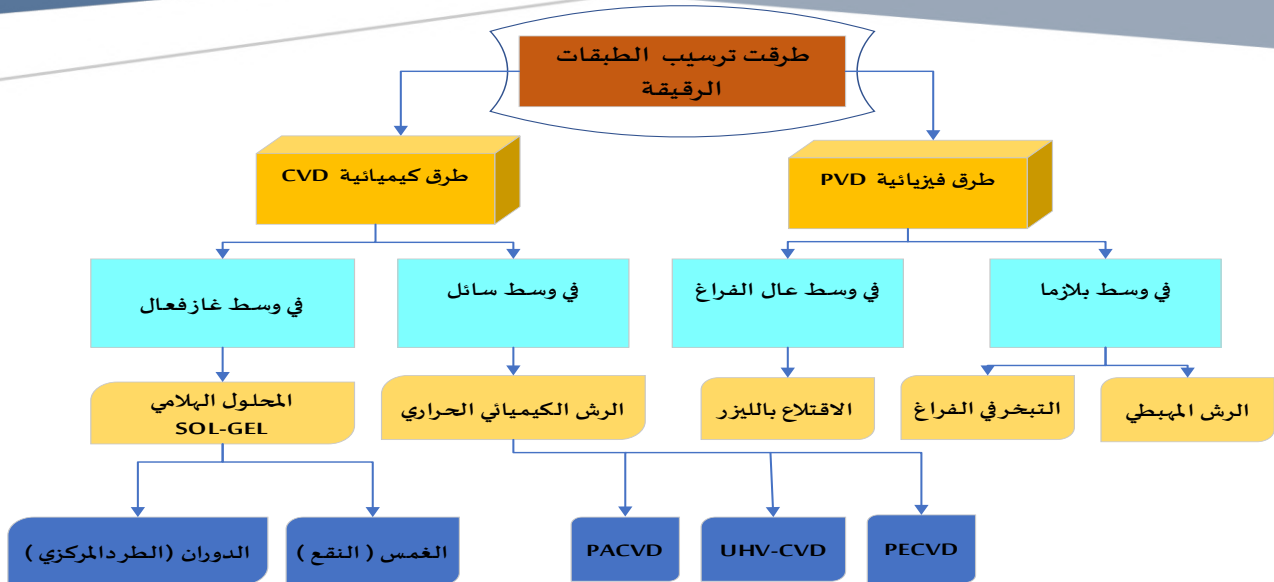 طرقت ترسيب الطبقات
الرقيقة
طرق فيزيائية PVD
طرق كيميائية CVD
في وسط بلازما
في وسط عال الفراغ
في وسط سائل
في وسط غازفعال
الرش المهبطي
التبخرفي الفراغ
الاقتلاع بالليزر
الرش الكيميائي الحراري
المحلول الهلامي
SOL-GEL
PECVD
UHV-CVD
PACVD
الغمس ( النقع )
الدوران (الطردالمركزي )